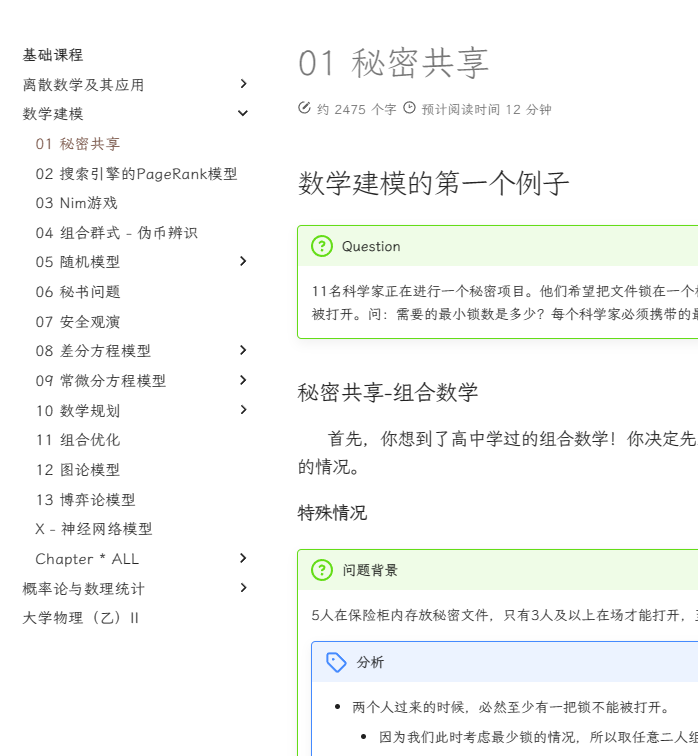 基础课程
离散数学及其应用
数学建模
01 秘密共享
02 搜索引擎的PageRank模型
03 Nim游戏
04 组合群式 - 伪币辨识
05 随机模型
06 秘书问题
07 安全观演
08 差分方程模型
09 常微分方程模型
10 数学规划
11 组合优化
12 图论模型
13 博弈论模型
X - 神经网络模型
Chapter * ALL
概率论与数理统计
大学物理（乙）II
01 秘密共享
约 2475 个字 预计阅读时间 12 分钟
数学建模的第一个例子
Question
11名科学家正在进行一个秘密项目。他们希望把文件锁在一个
被打开。问：需要的最小锁数是多少？每个科学家必须携带的
秘密共享-组合数学
首先，你想到了高中学过的组合数学！你决定先
的情况。
特殊情况
问题背景
5人在保险柜内存放秘密文件，只有3人及以上在场才能打开，
分析
两个人过来的时候，必然至少有一把锁不能被打开。
因为我们此时考虑最少锁的情况，所以取任意二人组